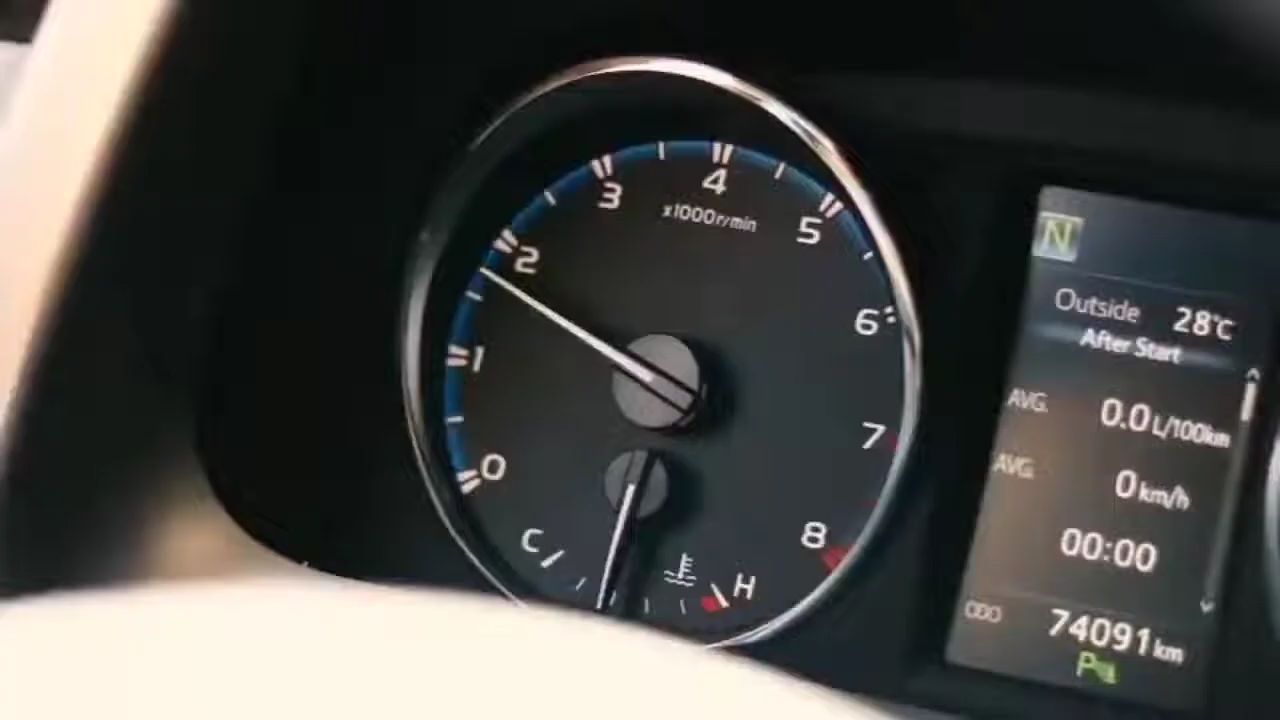 0
1
2
3
4
5
6
7
8
x1000r/min
C
H
N
Outside 28°C
After Start
AVG. 0.0 L/100km
AVG. 0 km/h
00:00
ODO 74091 km
P